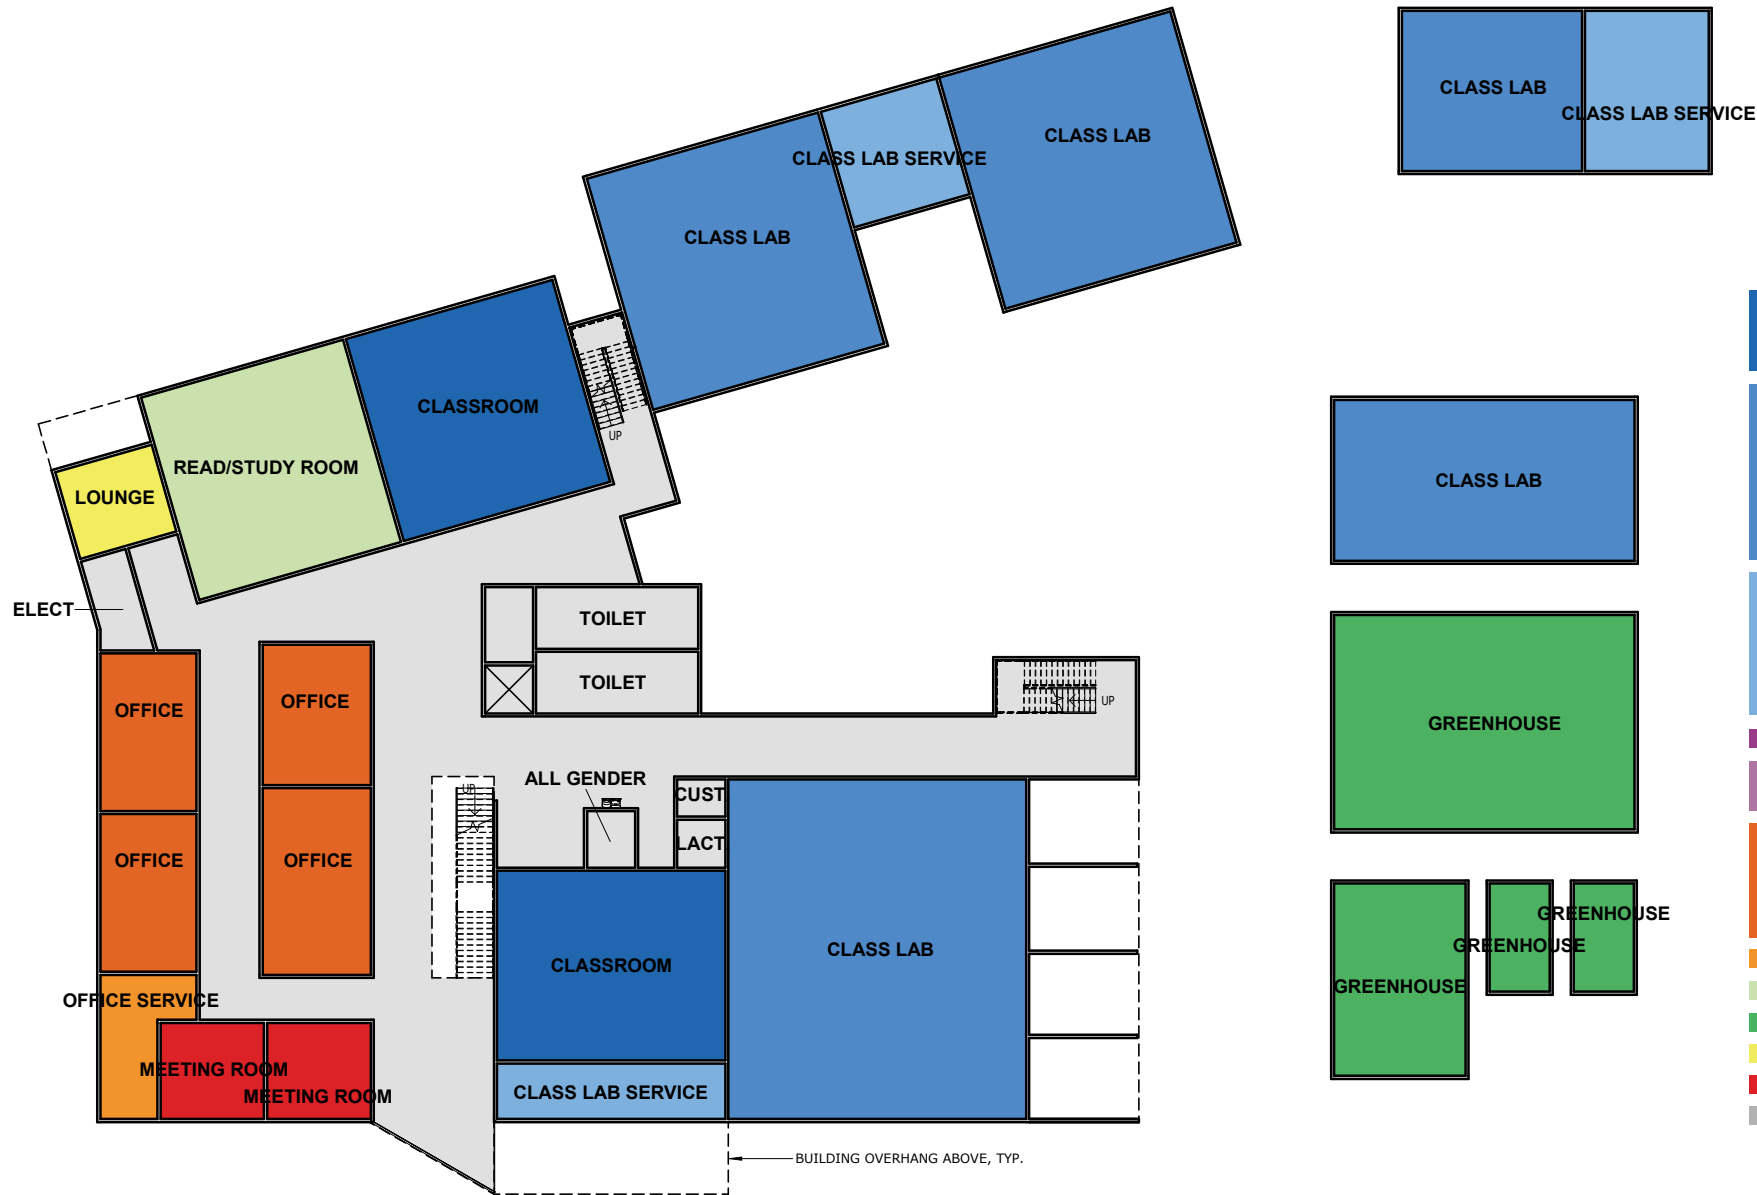 CLASS LAB
CLASS LAB SERVICE
CLASS LAB
CLASS LAB SERVICE
CLASS LAB
CLASS LAB
CLASSROOM
UP
READ/STUDY ROOM
LOUNGE
CLASS LAB
ELECT
TOILET
TOILET
OFFICE
OFFICE
UP
GREENHOUSE
ALL GENDER
UP
CUST
LACT
OFFICE
OFFICE
GREENHOUSE
GREENHOUSE
GREENHOUSE
CLASS LAB
CLASSROOM
OFFICE SERVICE
MEETING ROOM
MEETING ROOM
CLASS LAB SERVICE
BUILDING OVERHANG ABOVE, TYP.